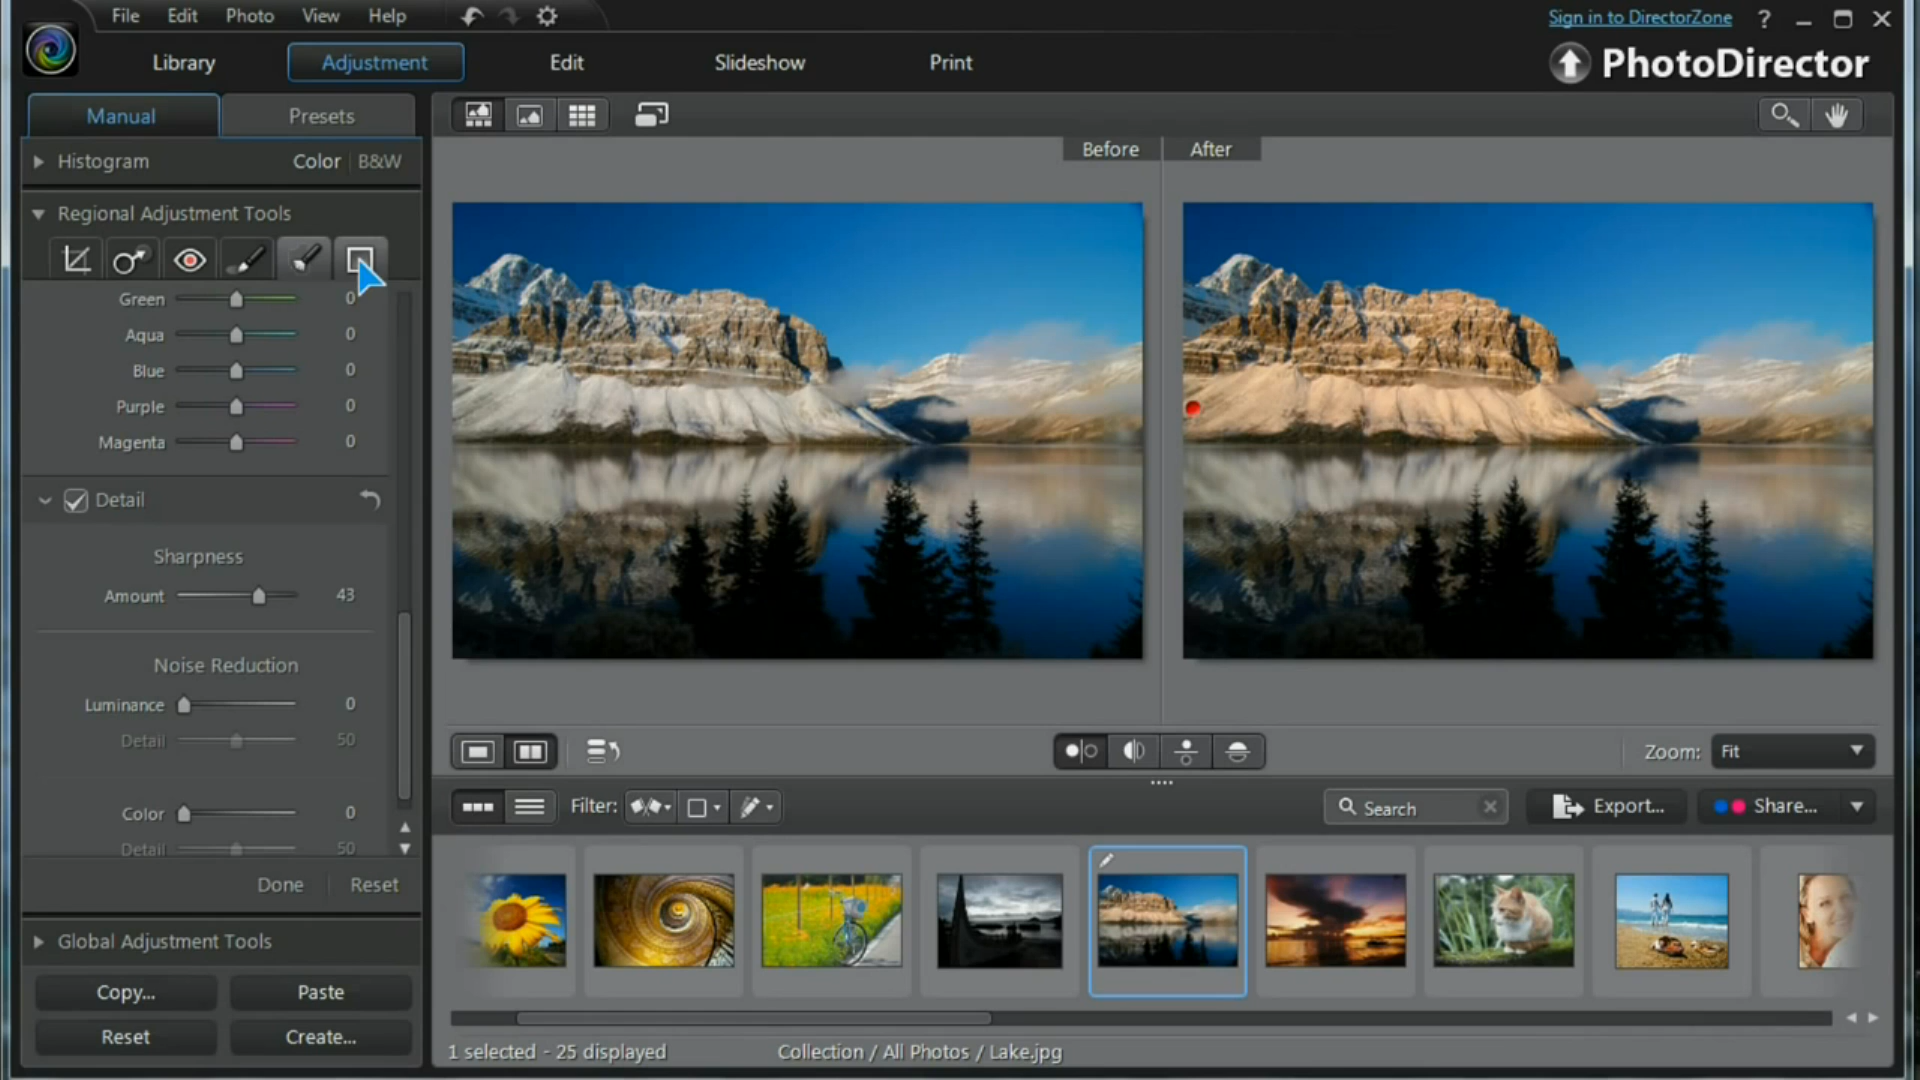 File Edit Photo View Help
Sign in to DirectorZone ?
Library Adjustment Edit Slideshow Print
PhotoDirector
Manual Presets
Histogram Color B&W
Before After
Regional Adjustment Tools
Green 0
Aqua 0
Blue 0
Purple 0
Magenta 0
Detail
Sharpness
Amount 43
Noise Reduction
Luminance 0
Detail 50
Color 0
Detail 50
Done Reset
Zoom: Fit
Filter: Search Export... Share...
Global Adjustment Tools
Copy... Paste
Reset Create...
1 selected - 25 displayed Collection / All Photos / Lake.jpg